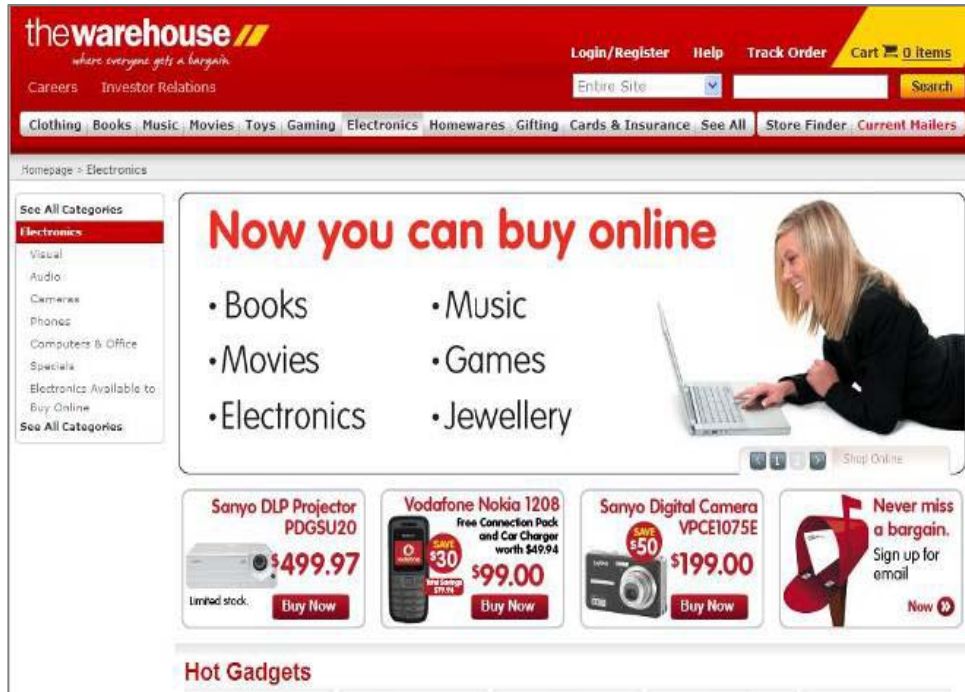 thewarehouse
where everyone gets a bargain
Login/Register Help Track Order Cart 0 items
Careers Investor Relations
Entire Site Search
Clothing Books Music Movies Toys Gaming Electronics Homewares Gifting Cards & Insurance See All Store Finder Current Mailers
Homepage > Electronics
See All Categories
Electronics
Visual
Audio
Cameras
Phones
Computers & Office
Specials
Electronics Available to
Buy Online
See All Categories
Now you can buy online
• Books
• Music
• Movies
• Games
• Electronics
• Jewellery
< 1 >
Shop Online
Sanyo DLP Projector
PDGSU20
$499.97
Limited stock.
Buy Now
Vodafone Nokia 1208
Free Connection Pack
and Car Charger
worth $49.94
SAVE
$30
Total Savings
$79.94
vodafone
$99.00
Buy Now
Sanyo Digital Camera
VPCE1075E
SAVE
$50
$199.00
Buy Now
Never miss
a bargain.
Sign up for
email
Now
Hot Gadgets